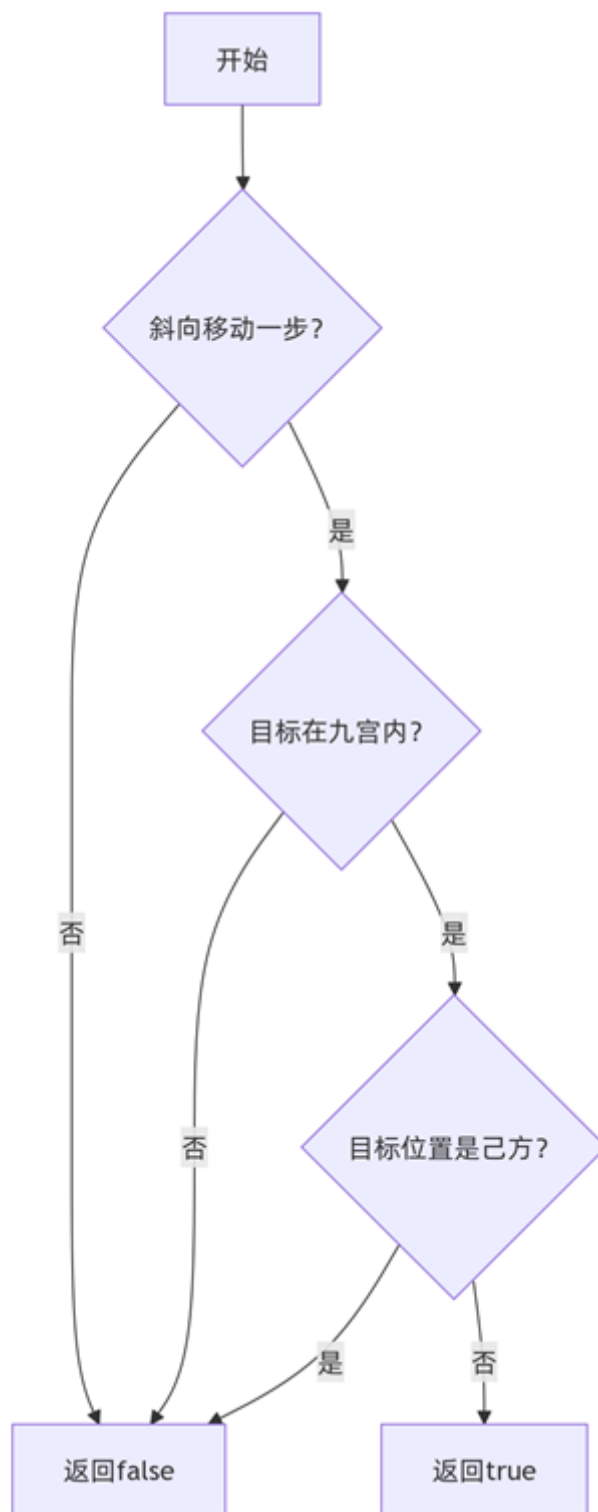 开始
斜向移动一步?
是
目标在九宫内?
否
是
否
目标位置是己方?
是
否
返回false
返回true